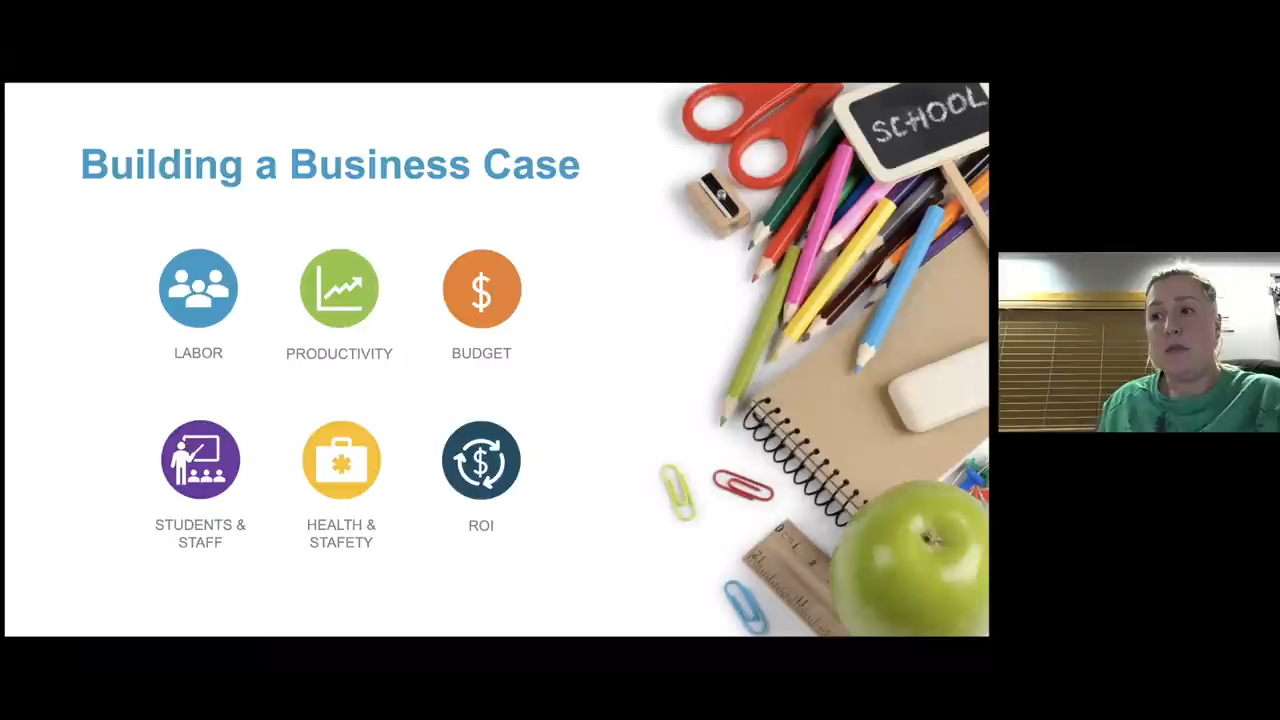 Building a Business Case
SCHOOL
LABOR
PRODUCTIVITY
BUDGET
STUDENTS &
STAFF
HEALTH &
STAFETY
ROI